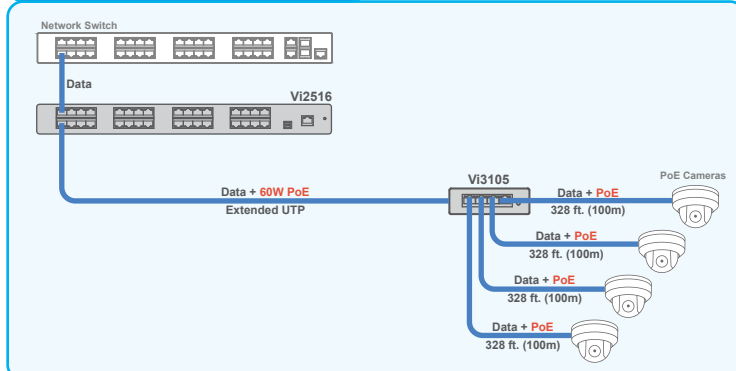 Network Switch
Data
Vi2516
Data + 60W PoE
Extended UTP
Vi3105
PoE Cameras
Data + PoE
328 ft. (100m)
Data + PoE
328 ft. (100m)
Data + PoE
328 ft. (100m)
Data + PoE
328 ft. (100m)